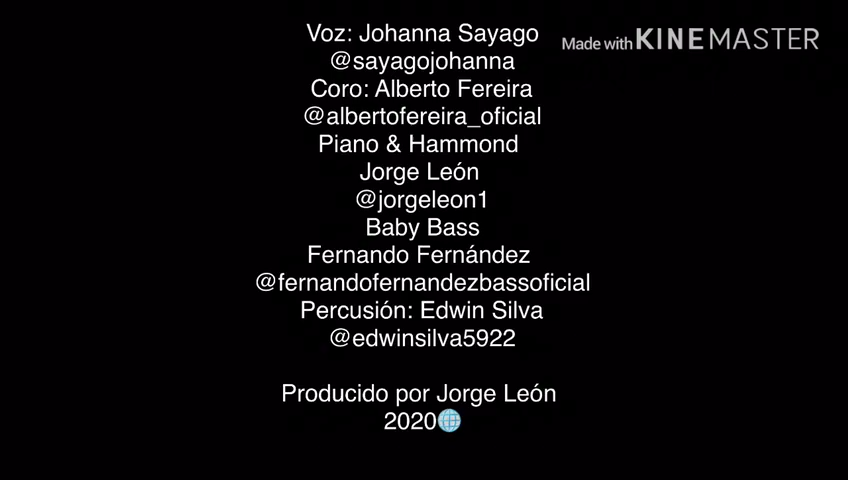 Voz: Johanna Sayago
@sayagojohanna
Coro: Alberto Fereira
@albertofereira_oficial
Piano & Hammond
Jorge León
@jorgeleon1
Baby Bass
Fernando Fernández
@fernandofernandezbassoficial
Percusión: Edwin Silva
@edwinsilva5922
Producido por Jorge León
2020🌐
Made with KINEMASTER